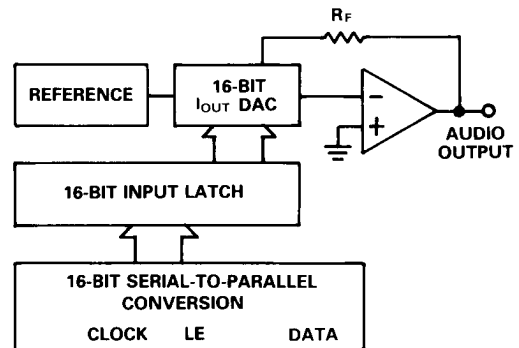 RF
REFERENCE
16-BIT
IOUT DAC
−
+
AUDIO
OUTPUT
16-BIT INPUT LATCH
16-BIT SERIAL-TO-PARALLEL
CONVERSION
CLOCK LE DATA